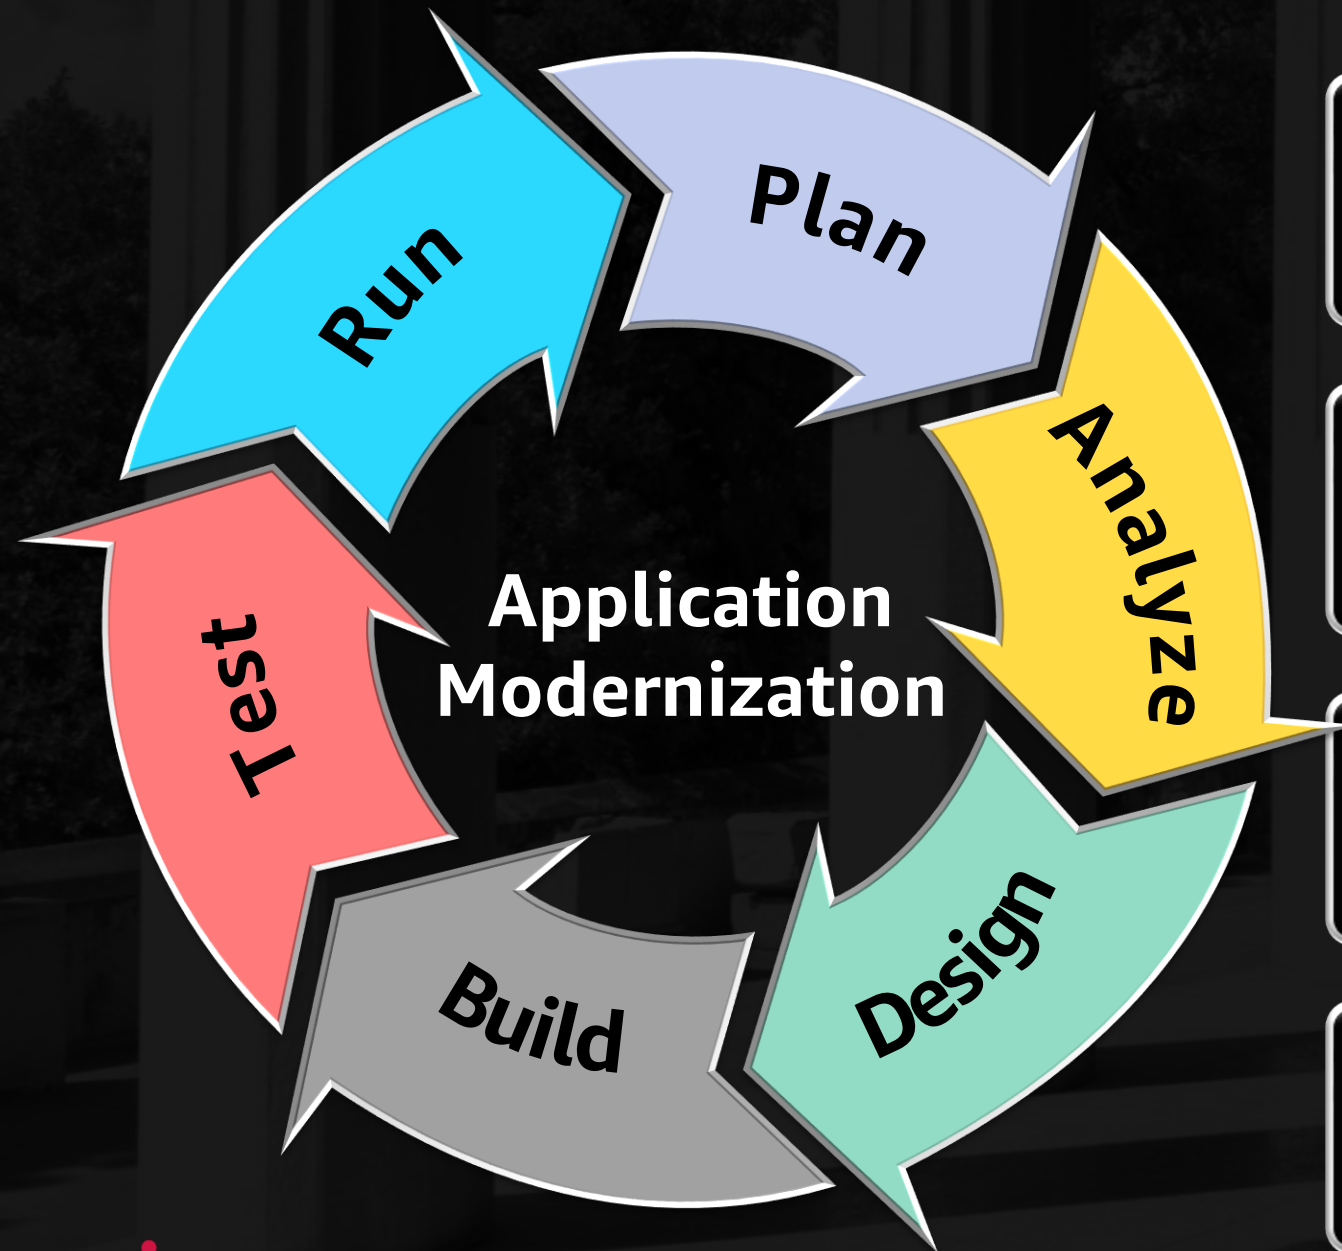 Plan
Analyze
Design
Build
Test
Run
Application
Modernization